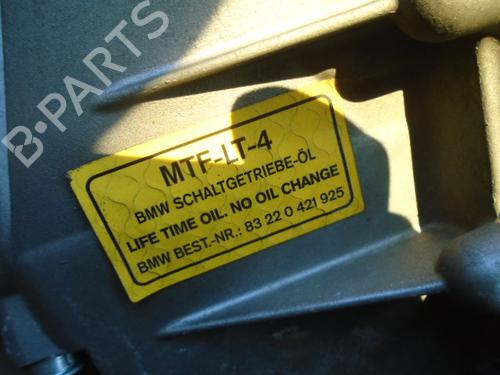 B-PARTS
MTF-LT-4
BMW SCHALTGETRIEBE-ÖL
LIFE TIME OIL. NO OIL CHANGE
BMW BEST.-NR.: 83 22 0 421 925